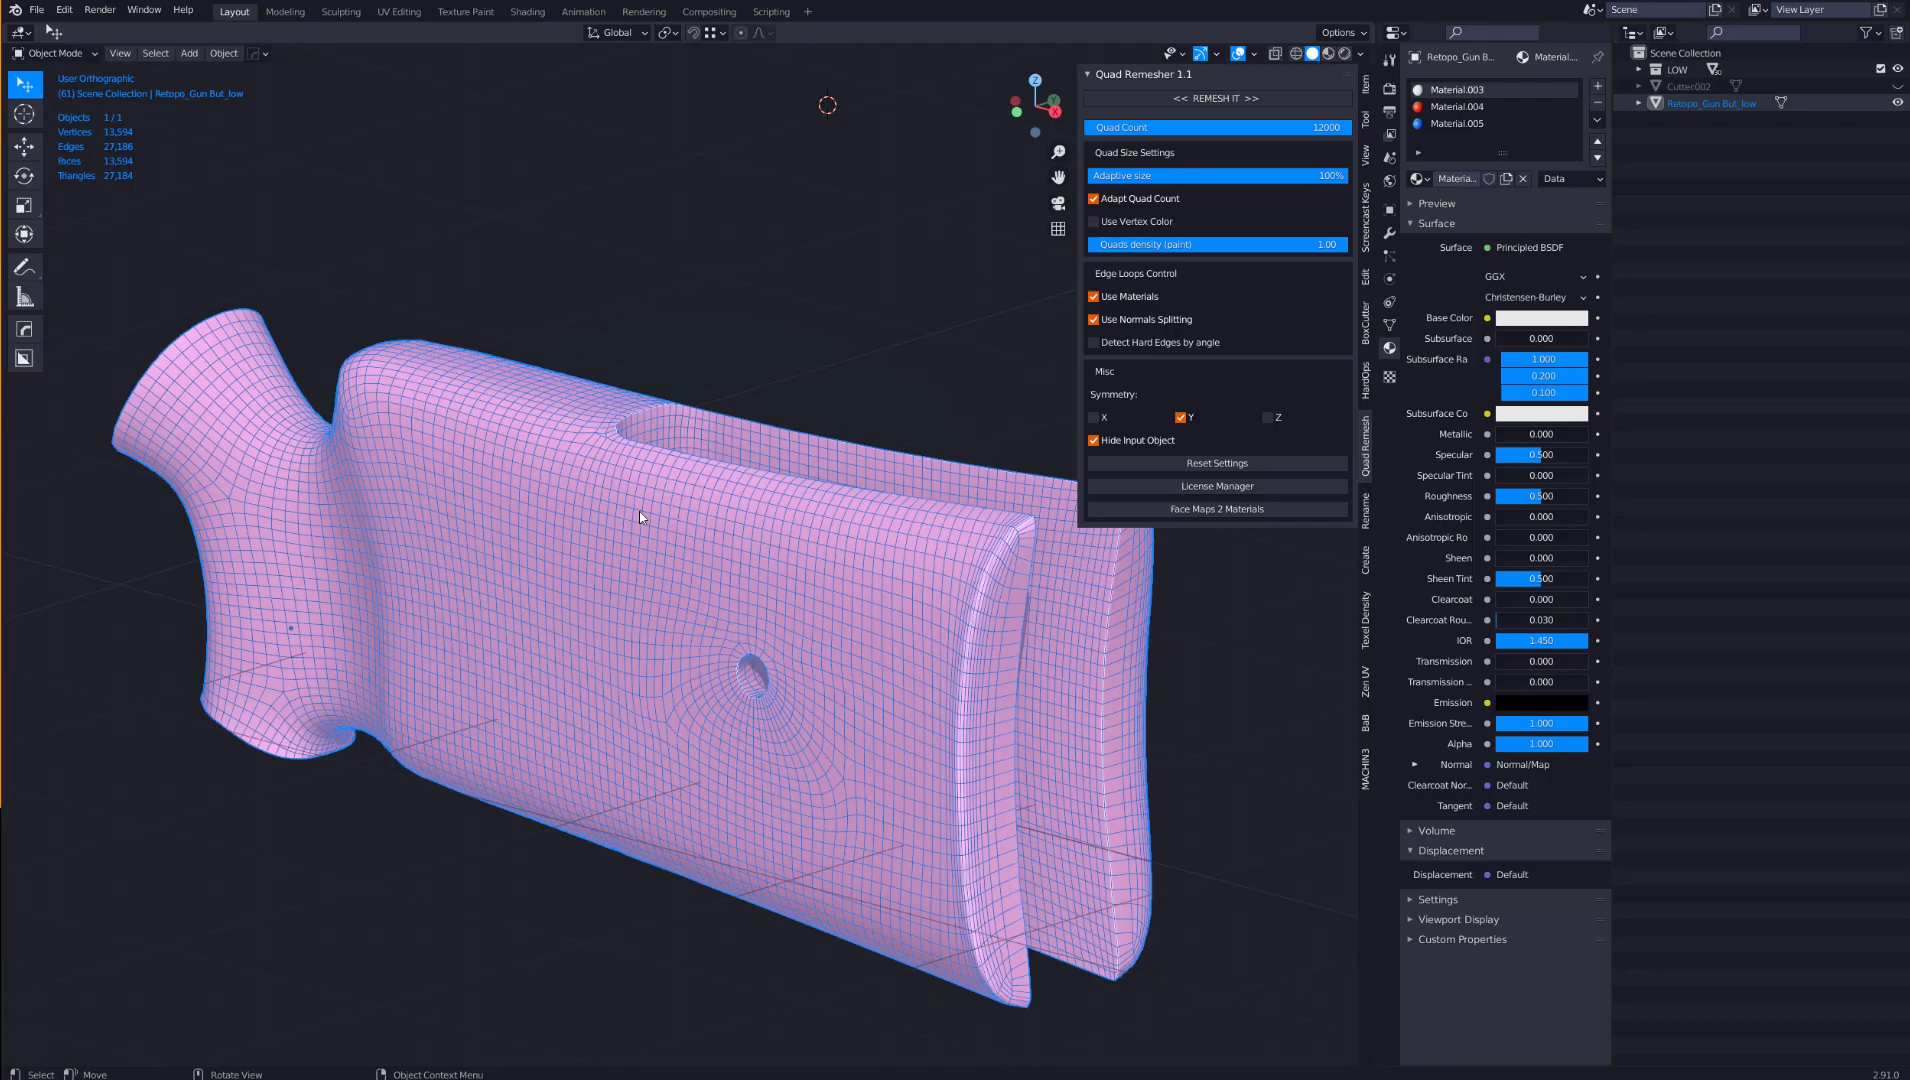 File Edit Render Window Help
Layout Modeling Sculpting UV Editing Texture Paint Shading Animation Rendering Compositing Scripting +
Scene
View Layer
Global
Options
Object Mode View Select Add Object
User Orthographic
(61) Scene Collection | Retopo_Gun But_low
Objects 1 / 1
Vertices 13,594
Edges 27,186
Faces 13,594
Triangles 27,184
Z
Y
X
Quad Remesher 1.1
<< REMESH IT >>
Quad Count 12000
Quad Size Settings
Adaptive size 100%
Adapt Quad Count
Use Vertex Color
Quads density (paint) 1.00
Edge Loops Control
Use Materials
Use Normals Splitting
Detect Hard Edges by angle
Misc
Symmetry:
X Y Z
Hide Input Object
Reset Settings
License Manager
Face Maps 2 Materials
Item
Tool
View
Screencast Keys
Edit
BoxCutter
HardOps
Quad Remesh
Rename
Create
Texel Density
Zen UV
BaB
MACHIN3
Retopo_Gun B... Material....
Material.003
Material.004
Material.005
Materia... Data
Preview
Surface
Surface Principled BSDF
GGX
Christensen-Burley
Base Color
Subsurface 0.000
Subsurface Ra 1.000
0.200
0.100
Subsurface Co
Metallic 0.000
Specular 0.500
Specular Tint 0.000
Roughness 0.500
Anisotropic 0.000
Anisotropic Ro 0.000
Sheen 0.000
Sheen Tint 0.500
Clearcoat 0.000
Clearcoat Rou... 0.030
IOR 1.450
Transmission 0.000
Transmission ... 0.000
Emission
Emission Stre... 1.000
Alpha 1.000
Normal Normal/Map
Clearcoat Nor... Default
Tangent Default
Volume
Displacement
Displacement Default
Settings
Viewport Display
Custom Properties
Scene Collection
LOW
Cutter.002
Retopo_Gun But_low
Select Move Rotate View Object Context Menu
2.91.0